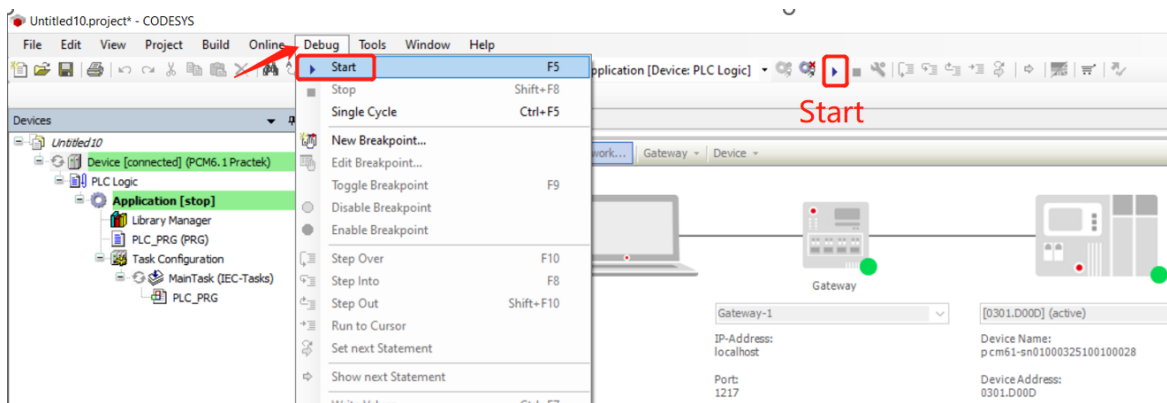 Untitled10.project* - CODESYS
File Edit View Project Build Online Debug Tools Window Help
pplication [Device: PLC Logic]
Start F5
Stop Shift+F8
Single Cycle Ctrl+F5
New Breakpoint...
Edit Breakpoint...
Toggle Breakpoint F9
Disable Breakpoint
Enable Breakpoint
Step Over F10
Step Into F8
Step Out Shift+F10
Run to Cursor
Set next Statement
Show next Statement
Start
Devices
Untitled10
Device [connected] (PCM6.1 Practek)
PLC Logic
Application [stop]
Library Manager
PLC_PRG (PRG)
Task Configuration
MainTask (IEC-Tasks)
PLC_PRG
work... Gateway Device
Gateway
Gateway-1
IP-Address:
localhost
Port:
1217
[0301.D00D] (active)
Device Name:
pcm61-sn01000325100100028
Device Address:
0301.D00D